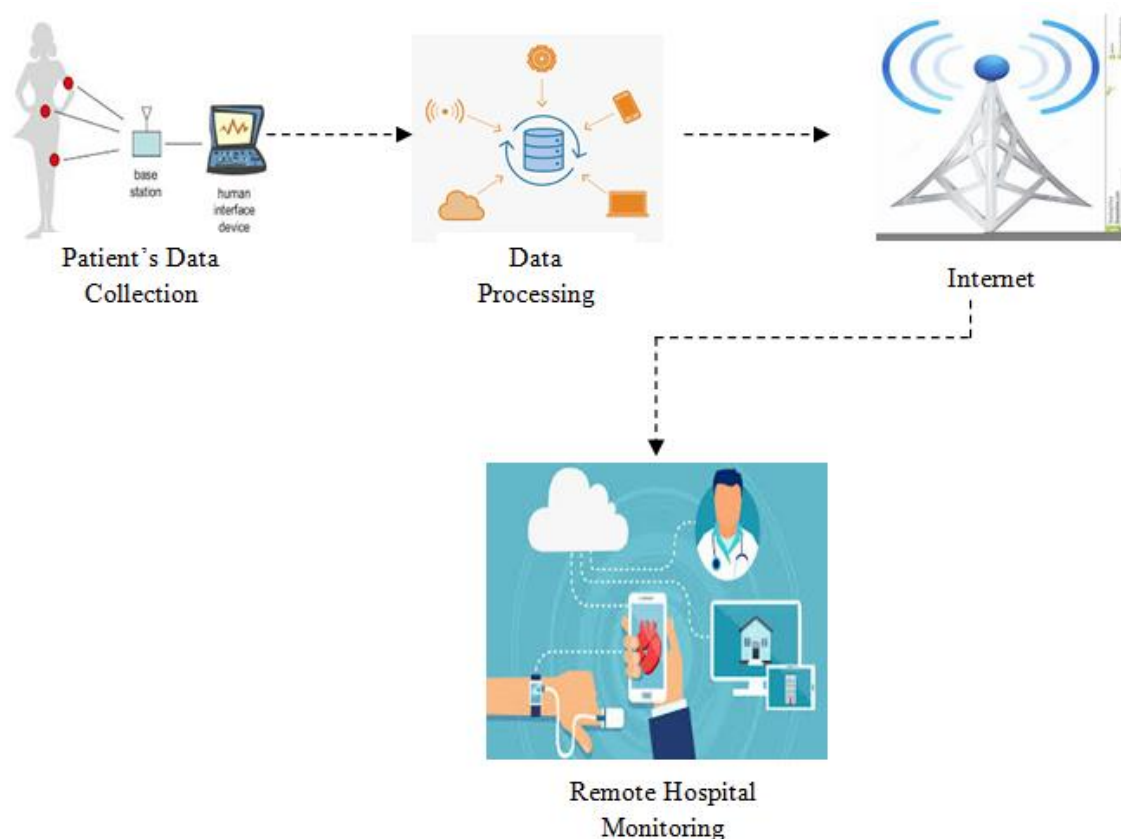 base
station
human
interface
device
Patient's Data
Collection
Data
Processing
Internet
Remote Hospital
Monitoring